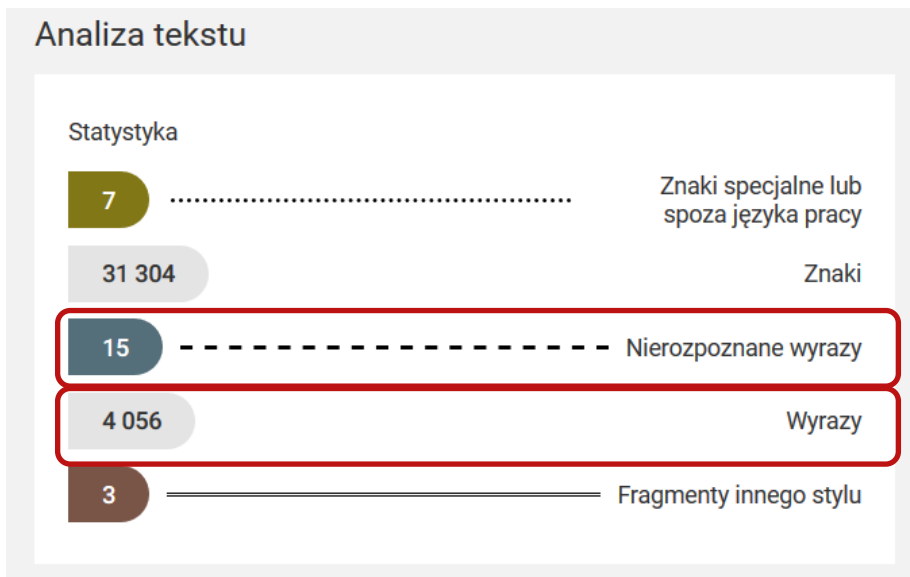 Analiza tekstu
Statystyka
7 Znaki specjalne lub
spoza języka pracy
31 304 Znaki
15 Nierozpoznane wyrazy
4 056 Wyrazy
3 Fragmenty innego stylu